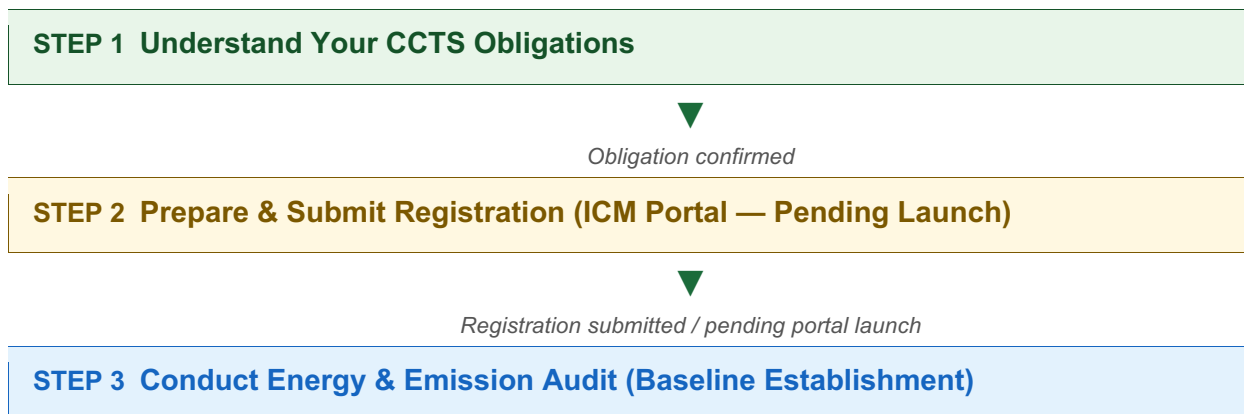 STEP 1 Understand Your CCTS Obligations
Obligation confirmed
STEP 2 Prepare & Submit Registration (ICM Portal — Pending Launch)
Registration submitted / pending portal launch
STEP 3 Conduct Energy & Emission Audit (Baseline Establishment)